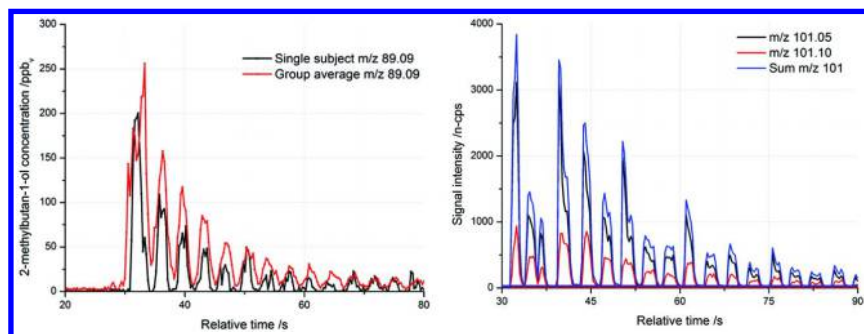 2-methylbutan-1-ol concentration /ppbv
300
250
200
150
100
50
0
Single subject m/z 89.09
Group average m/z 89.09
20
40
60
80
Relative time /s
Signal intensity /n-cps
4000
3000
2000
1000
0
m/z 101.05
m/z 101.10
Sum m/z 101
30
45
60
75
90
Relative time /s